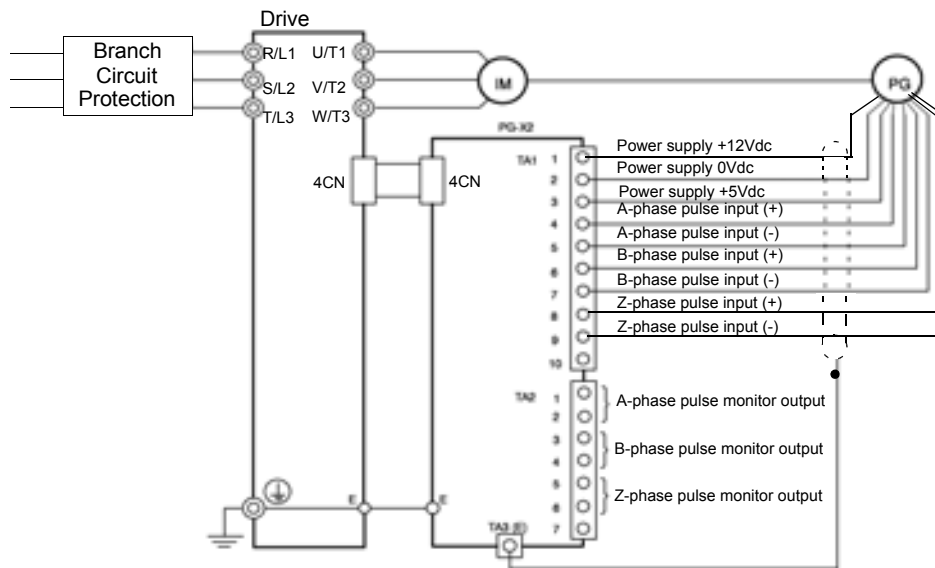 Drive
Branch
Circuit
Protection
R/L1 U/T1
S/L2 V/T2
T/L3 W/T3
IM
PG
PG-X2
4CN 4CN
TA1
1 Power supply +12Vdc
2 Power supply 0Vdc
3 Power supply +5Vdc
4 A-phase pulse input (+)
5 A-phase pulse input (-)
6 B-phase pulse input (+)
7 B-phase pulse input (-)
8 Z-phase pulse input (+)
9 Z-phase pulse input (-)
10
TA2
1
2
A-phase pulse monitor output
3
4
B-phase pulse monitor output
5
6
Z-phase pulse monitor output
7
E E
TA3 (E)